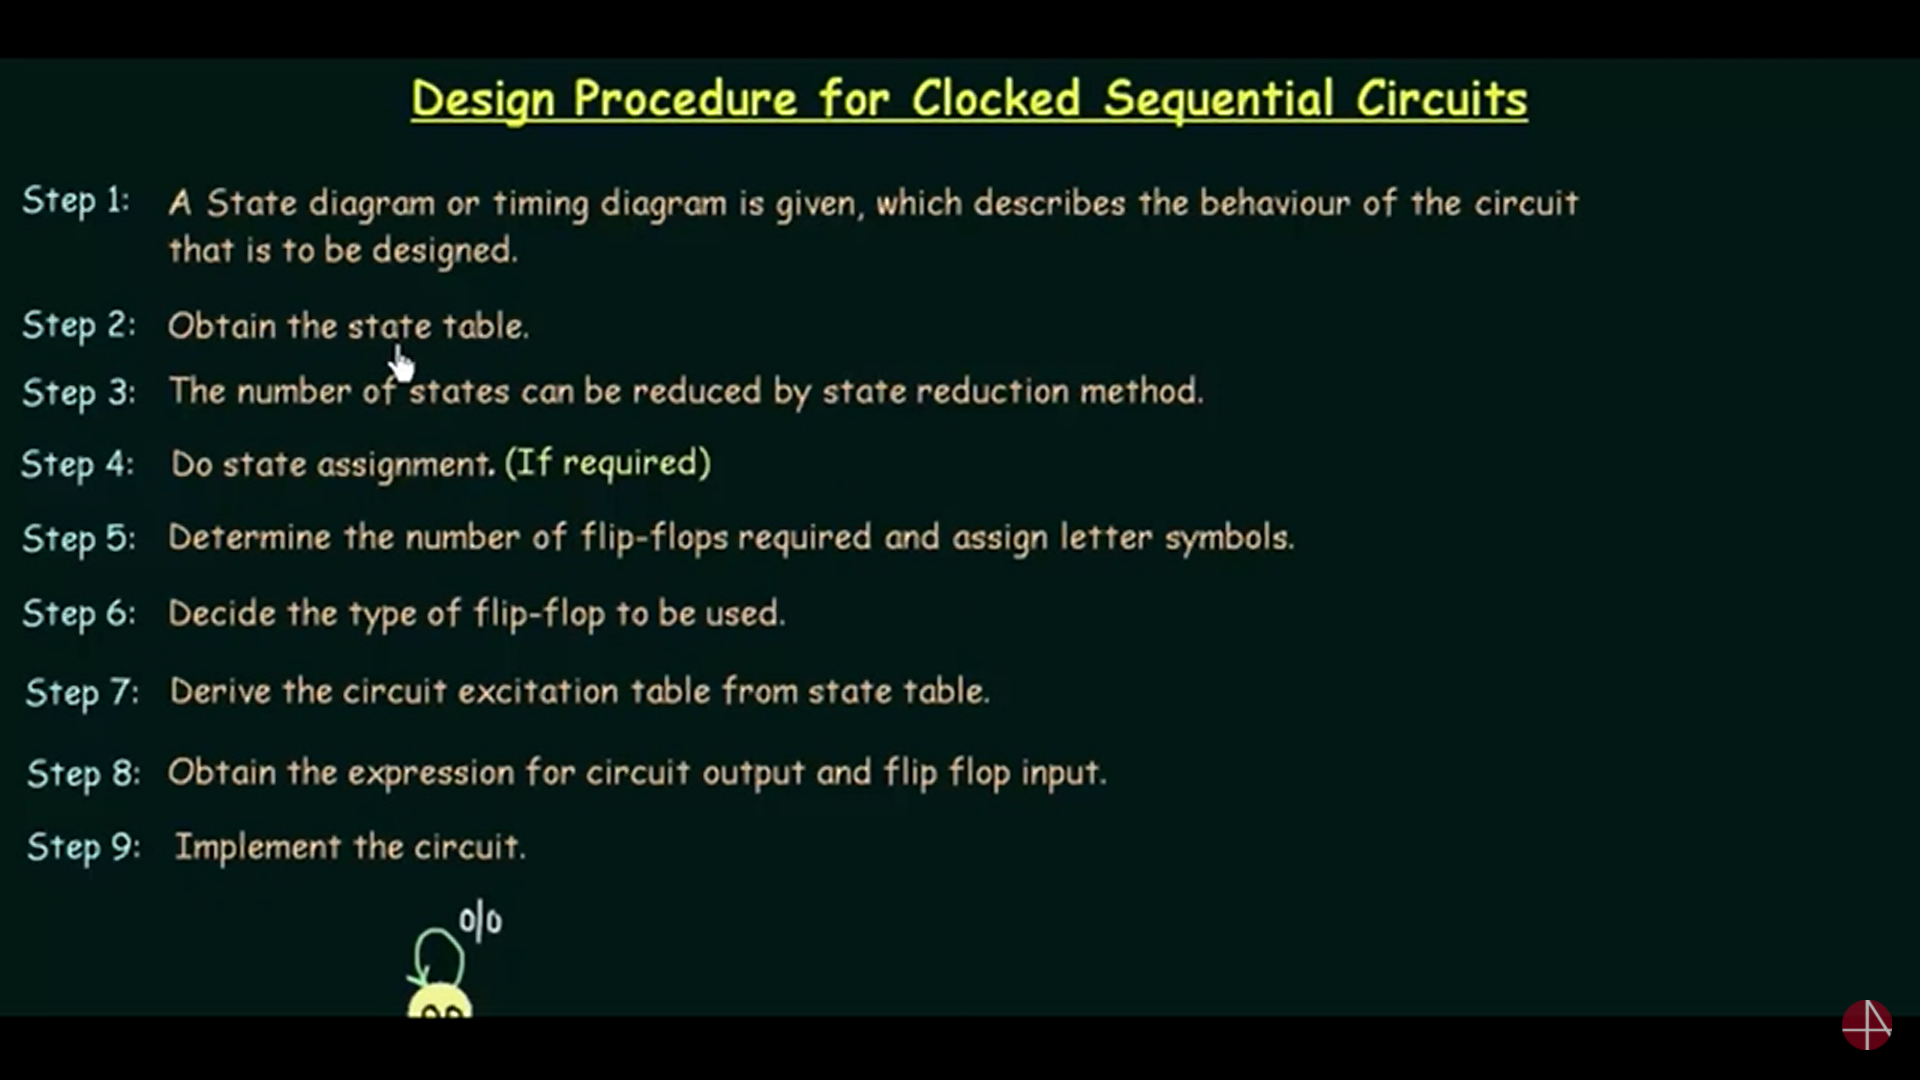 Design Procedure for Clocked Sequential Circuits
Step 1: A State diagram or timing diagram is given, which describes the behaviour of the circuit
that is to be designed.
Step 2: Obtain the state table.
Step 3: The number of states can be reduced by state reduction method.
Step 4: Do state assignment. (If required)
Step 5: Determine the number of flip-flops required and assign letter symbols.
Step 6: Decide the type of flip-flop to be used.
Step 7: Derive the circuit excitation table from state table.
Step 8: Obtain the expression for circuit output and flip flop input.
Step 9: Implement the circuit.
0/0